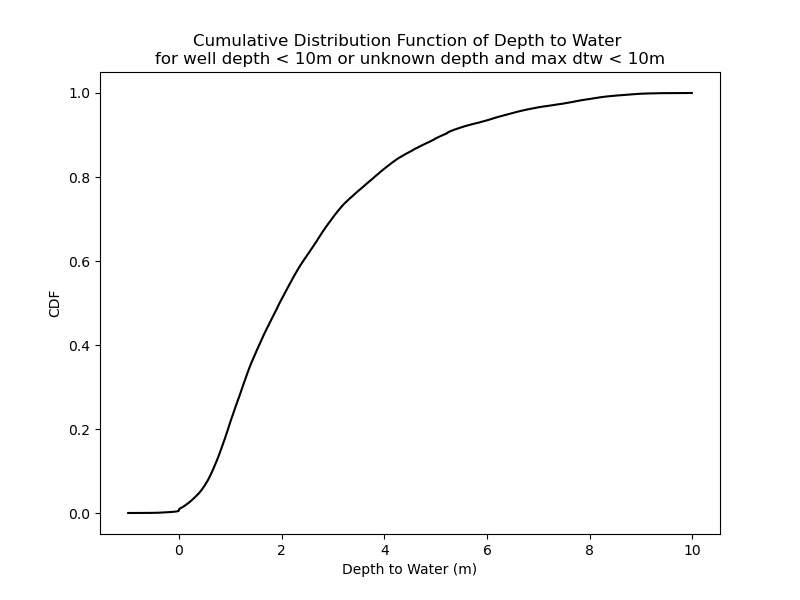 Cumulative Distribution Function of Depth to Water
for well depth < 10m or unknown depth and max dtw < 10m
1.0
0.8
0.6
0.4
0.2
0.0
CDF
0 2 4 6 8 10
Depth to Water (m)